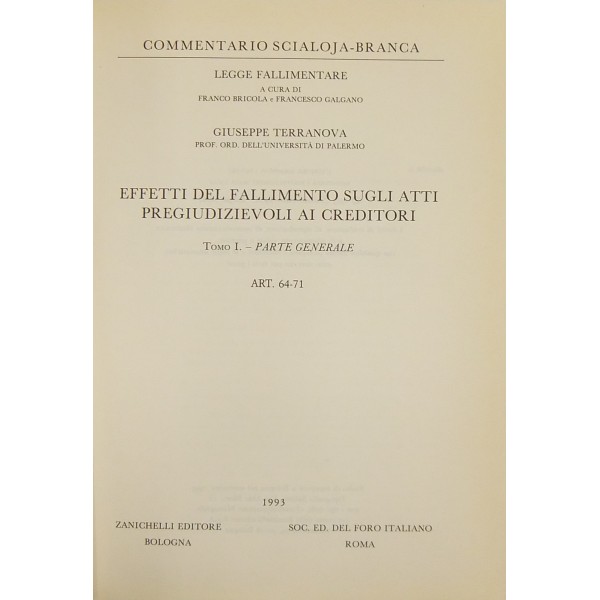 COMMENTARIO SCIALOJA-BRANCA
LEGGE FALLIMENTARE
A CURA DI
FRANCO BRICOLA e FRANCESCO GALGANO
GIUSEPPE TERRANOVA
PROF. ORD. DELL'UNIVERSITÀ DI PALERMO
EFFETTI DEL FALLIMENTO SUGLI ATTI
PREGIUDIZIEVOLI AI CREDITORI
TOMO I. – PARTE GENERALE
ART. 64-71
1993
ZANICHELLI EDITORE
BOLOGNA
SOC. ED. DEL FORO ITALIANO
ROMA